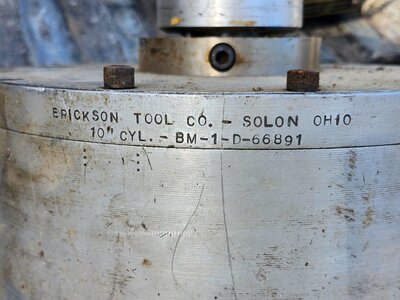 ERICKSON TOOL CO. - SOLON OHIO
10" CYL. - BM-1-D-66891